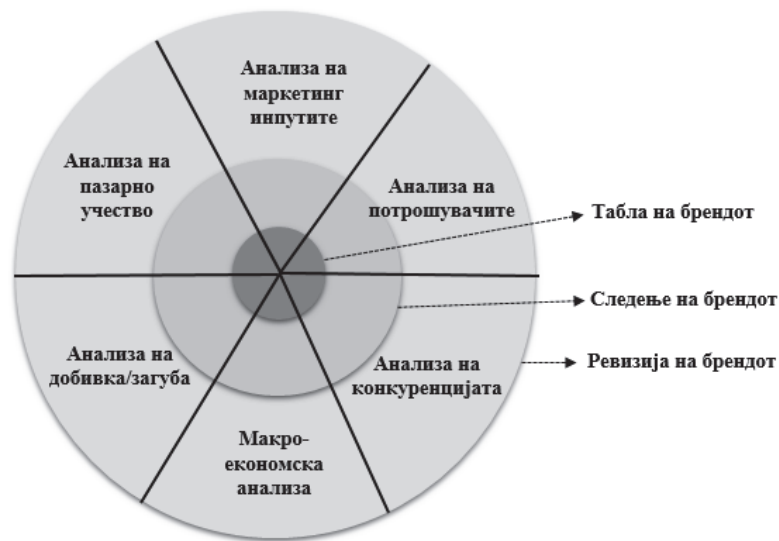 Анализа на
маркетинг
инпутите
Анализа на
пазарно
учество
Анализа на
потрошувачите
Табла на брендот
Следење на брендот
Ревизија на брендот
Анализа на
добивка/загуба
Анализа на
конкуренцијата
Макро-
економска
анализа